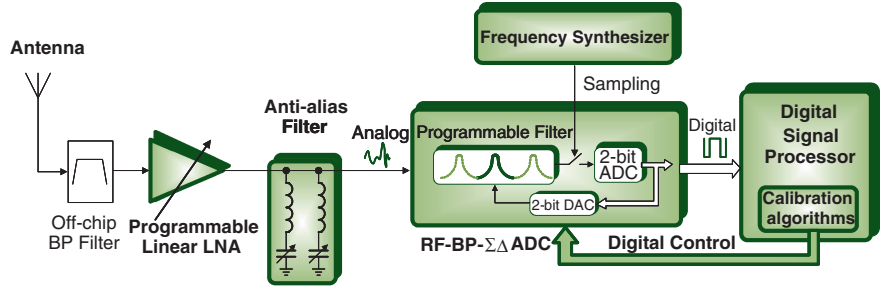 Frequency Synthesizer
Antenna
Sampling
Anti-alias
Filter
Analog
Programmable Filter
2-bit
ADC
2-bit DAC
Digital
Digital
Signal
Processor
Calibration
algorithms
Off-chip
BP Filter
Programmable
Linear LNA
RF-BP-ΣΔ ADC
Digital Control